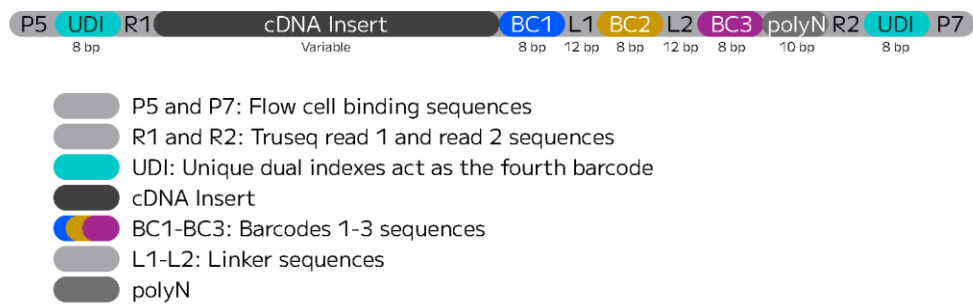 P5 UDI R1 cDNA Insert BC1 L1 BC2 L2 BC3 polyN R2 UDI P7
8 bp Variable 8 bp 12 bp 8 bp 12 bp 8 bp 10 bp 8 bp
P5 and P7: Flow cell binding sequences
R1 and R2: Truseq read 1 and read 2 sequences
UDI: Unique dual indexes act as the fourth barcode
cDNA Insert
BC1-BC3: Barcodes 1-3 sequences
L1-L2: Linker sequences
polyN